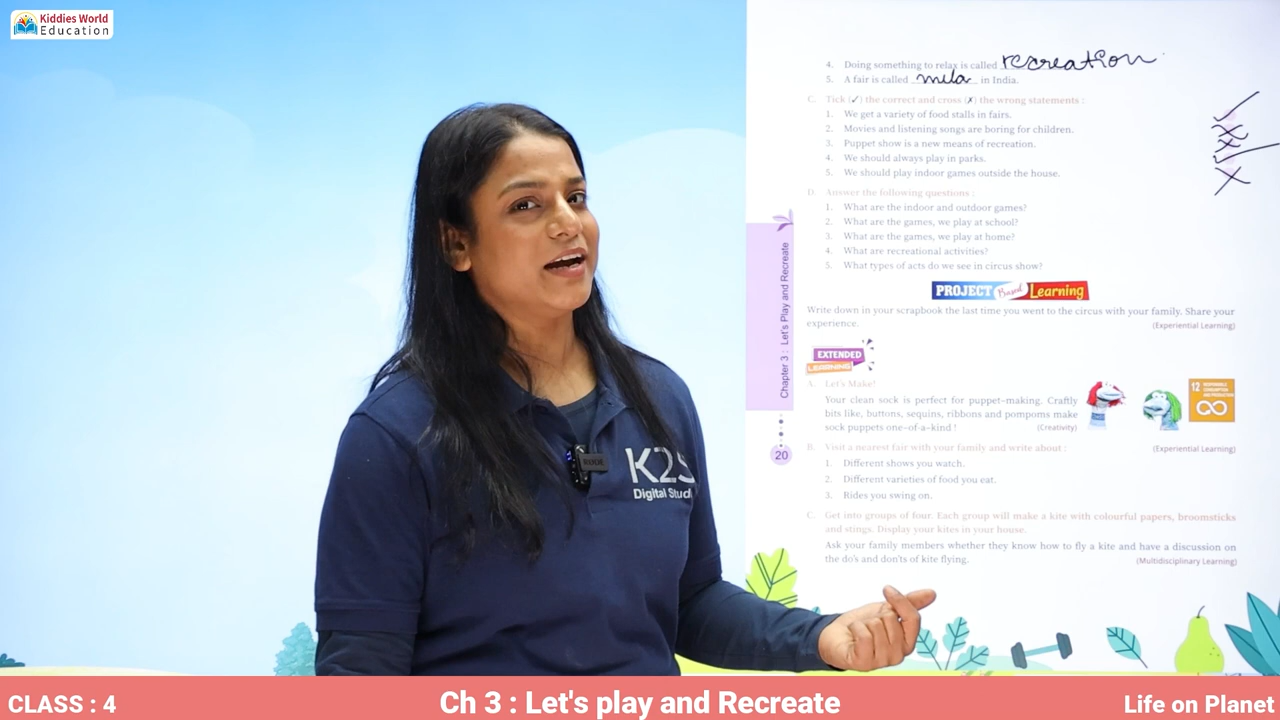 Kiddies World
Education
4. Doing something to relax is called recreation
5. A fair is called mela in India.
C. Tick (✓) the correct and cross (✗) the wrong statements :
1. We get a variety of food stalls in fairs.
2. Movies and listening songs are boring for children.
3. Puppet show is a new means of recreation.
4. We should always play in parks.
5. We should play indoor games outside the house.
D. Answer the following questions :
1. What are the indoor and outdoor games?
2. What are the games, we play at school?
3. What are the games, we play at home?
4. What are recreational activities?
5. What types of acts do we see in circus show?
PROJECT Based Learning
Write down in your scrapbook the last time you went to the circus with your family. Share your
experience. (Experiential Learning)
EXTENDED
LEARNING
A. Let's Make!
Your clean sock is perfect for puppet-making. Craftly
bits like, buttons, sequins, ribbons and pompoms make
sock puppets one-of-a-kind ! (Creativity)
12 RESPONSIBLE
CONSUMPTION
AND PRODUCTION
B. Visit a nearest fair with your family and write about : (Experiential Learning)
1. Different shows you watch.
2. Different varieties of food you eat.
3. Rides you swing on.
C. Get into groups of four. Each group will make a kite with colourful papers, broomsticks
and stings. Display your kites in your house.
Ask your family members whether they know how to fly a kite and have a discussion on
the do's and don'ts of kite flying. (Multidisciplinary Learning)
Chapter 3 : Let's Play and Recreate
20
K2S
Digital Stud
CLASS : 4
Ch 3 : Let's play and Recreate
Life on Planet